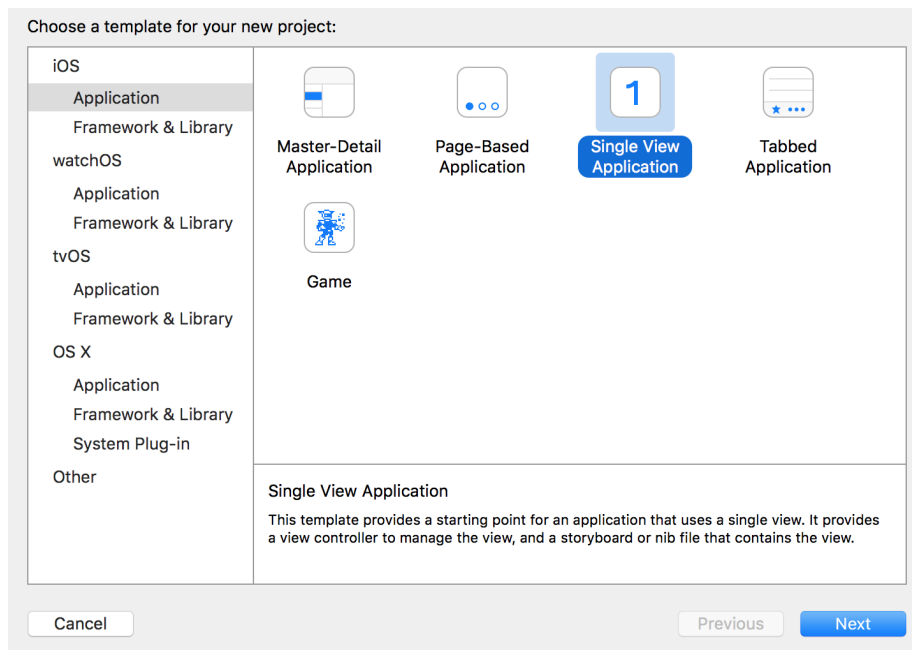 Choose a template for your new project:
iOS
Application
Framework & Library
watchOS
Application
Framework & Library
tvOS
Application
Framework & Library
OS X
Application
Framework & Library
System Plug-in
Other
Master-Detail
Application
Page-Based
Application
1
Single View
Application
Tabbed
Application
Game
Single View Application
This template provides a starting point for an application that uses a single view. It provides
a view controller to manage the view, and a storyboard or nib file that contains the view.
Cancel
Previous
Next